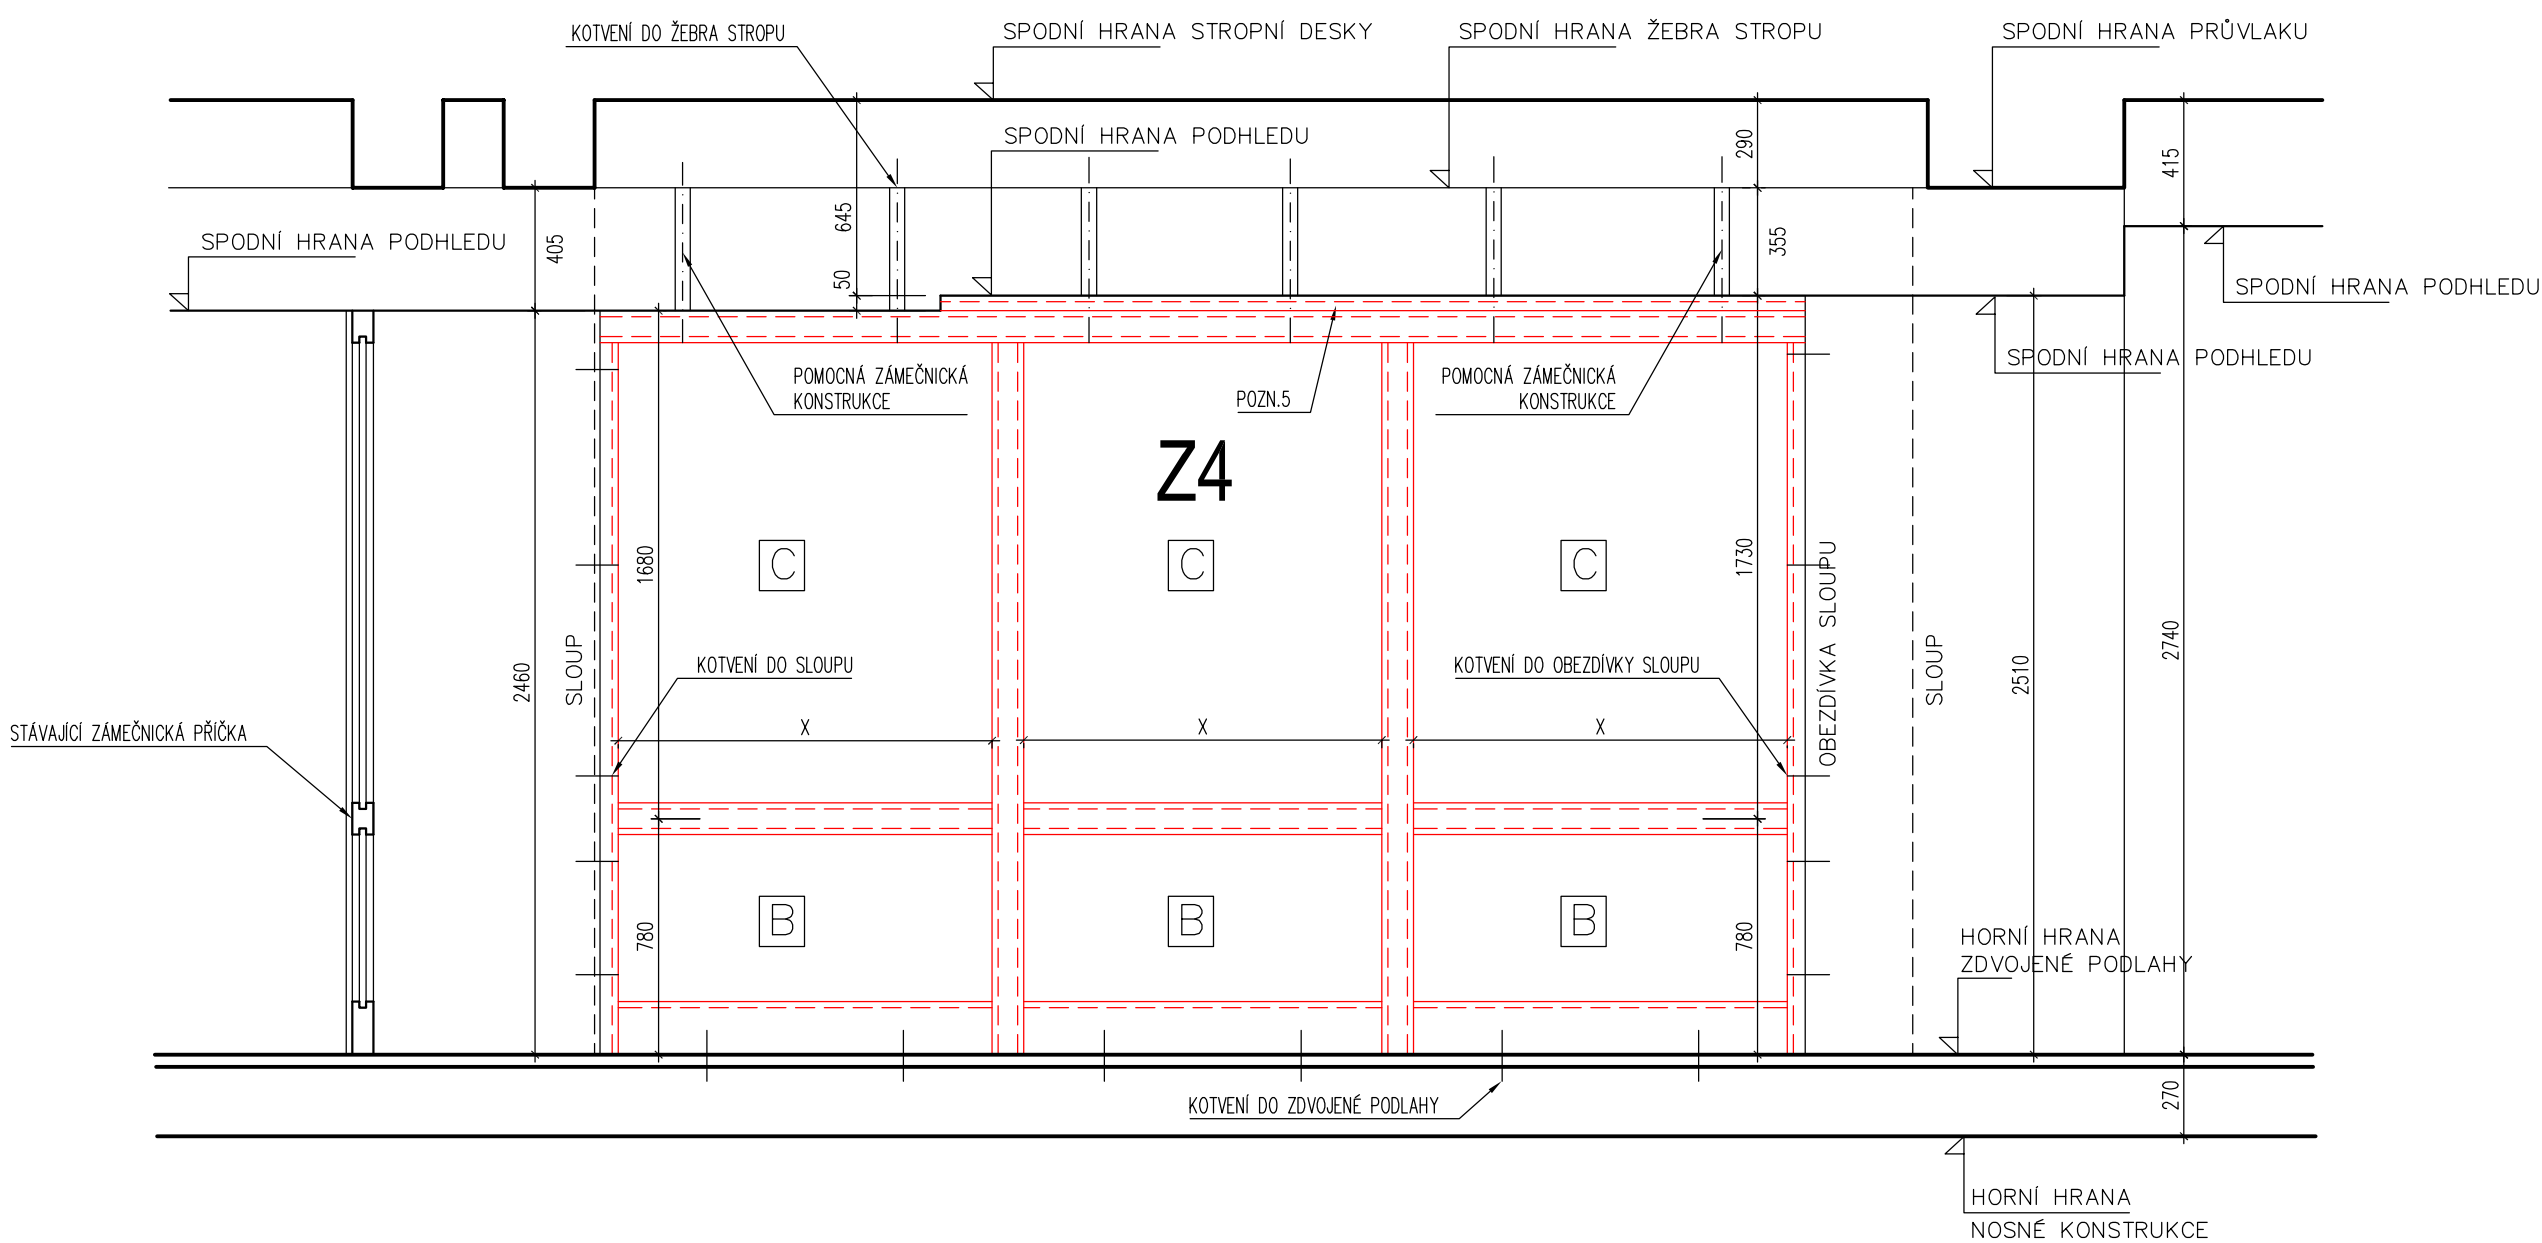 KOTVENÍ DO ŽEBRA STROPU
SPODNÍ HRANA STROPNÍ DESKY
SPODNÍ HRANA ŽEBRA STROPU
SPODNÍ HRANA PRŮVLAKU
SPODNÍ HRANA PODHLEDU
290
415
645
405
355
50
SPODNÍ HRANA PODHLEDU
SPODNÍ HRANA PODHLEDU
SPODNÍ HRANA PODHLEDU
POMOCNÁ ZÁMEČNICKÁ
KONSTRUKCE
POZN.5
POMOCNÁ ZÁMEČNICKÁ
KONSTRUKCE
Z4
C
C
C
1680
1730
OBEZDÍVKA SLOUPU
SLOUP
SLOUP
2460
2510
2740
KOTVENÍ DO SLOUPU
KOTVENÍ DO OBEZDÍVKY SLOUPU
STÁVAJÍCÍ ZÁMEČNICKÁ PŘÍČKA
X
X
X
B
B
B
780
780
HORNÍ HRANA
ZDVOJENÉ PODLAHY
KOTVENÍ DO ZDVOJENÉ PODLAHY
270
HORNÍ HRANA
NOSNÉ KONSTRUKCE